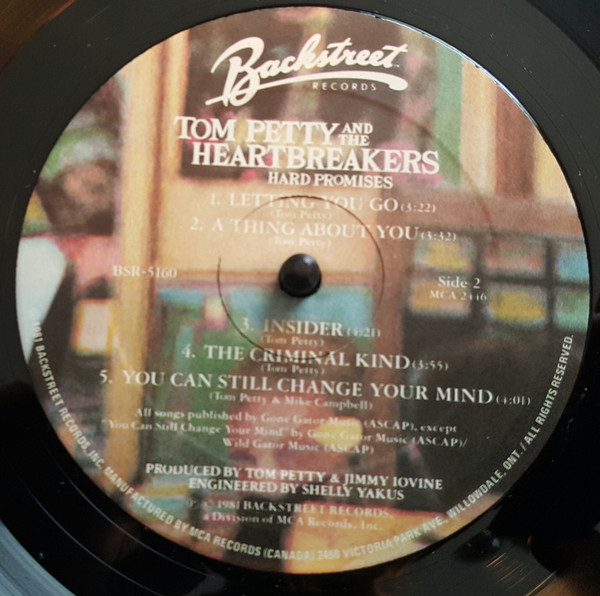 Backstreet
RECORDS
TOM PETTY AND THE
HEARTBREAKERS
HARD PROMISES
1. LETTING YOU GO (3:22)
(Tom Petty)
2. A THING ABOUT YOU (3:32)
(Tom Petty)
BSR-5160
Side 2
MCA 2446
3. INSIDER (4:21)
(Tom Petty)
4. THE CRIMINAL KIND (3:55)
(Tom Petty)
5. YOU CAN STILL CHANGE YOUR MIND (4:01)
(Tom Petty & Mike Campbell)
All songs published by Gone Gator Music (ASCAP), except
"You Can Still Change Your Mind" by Gone Gator Music (ASCAP)/
Wild Gator Music (ASCAP)
PRODUCED BY TOM PETTY & JIMMY IOVINE
ENGINEERED BY SHELLY YAKUS
℗ © 1981 BACKSTREET RECORDS,
a Division of MCA Records, Inc.
1981 BACKSTREET RECORDS, INC. MANUFACTURED BY MCA RECORDS (CANADA) 2450 VICTORIA PARK AVE., WILLOWDALE, ONT. / ALL RIGHTS RESERVED.